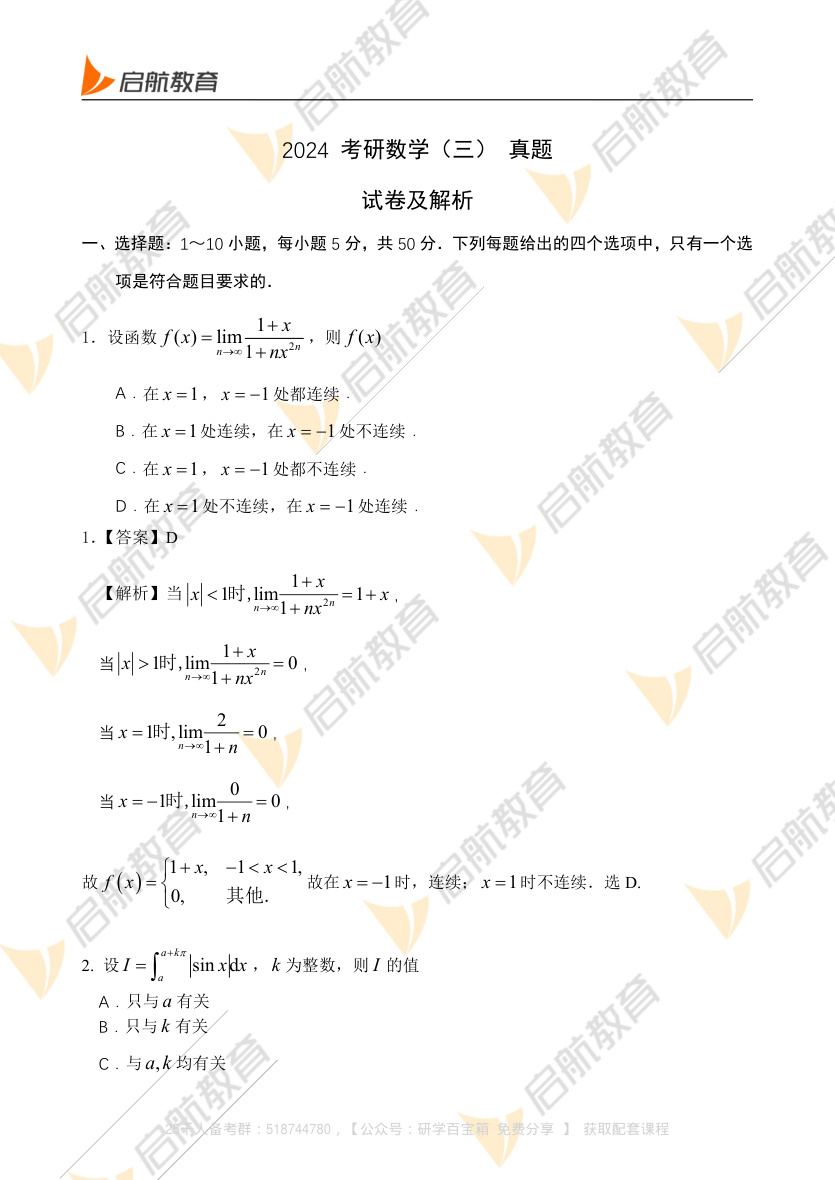 启航教育
2024 考研数学（三） 真题
试卷及解析
一、选择题：1～10 小题，每小题 5 分，共 50 分．下列每题给出的四个选项中，只有一个选
项是符合题目要求的．
1．设函数 f(x) = lim_{n→∞} (1+x)/(1+nx^{2n})，则 f(x)
A．在 x = 1，x = −1 处都连续．
B．在 x = 1 处连续，在 x = −1 处不连续．
C．在 x = 1，x = −1 处都不连续．
D．在 x = 1 处不连续，在 x = −1 处连续．
1.【答案】D
【解析】当 |x| < 1时, lim_{n→∞} (1+x)/(1+nx^{2n}) = 1+x，
当 |x| > 1时, lim_{n→∞} (1+x)/(1+nx^{2n}) = 0，
当 x = 1时, lim_{n→∞} 2/(1+n) = 0，
当 x = −1时, lim_{n→∞} 0/(1+n) = 0，
故 f(x) = {1+x, −1 < x < 1, 0, 其他. 故在 x = −1 时，连续；x = 1 时不连续．选 D.
2. 设 I = ∫_a^{a+kπ} |sin x|dx，k 为整数，则 I 的值
A．只与 a 有关
B．只与 k 有关
C．与 a,k 均有关
25千人备考群：518744780，【公众号：研学百宝箱 免费分享 】 获取配套课程